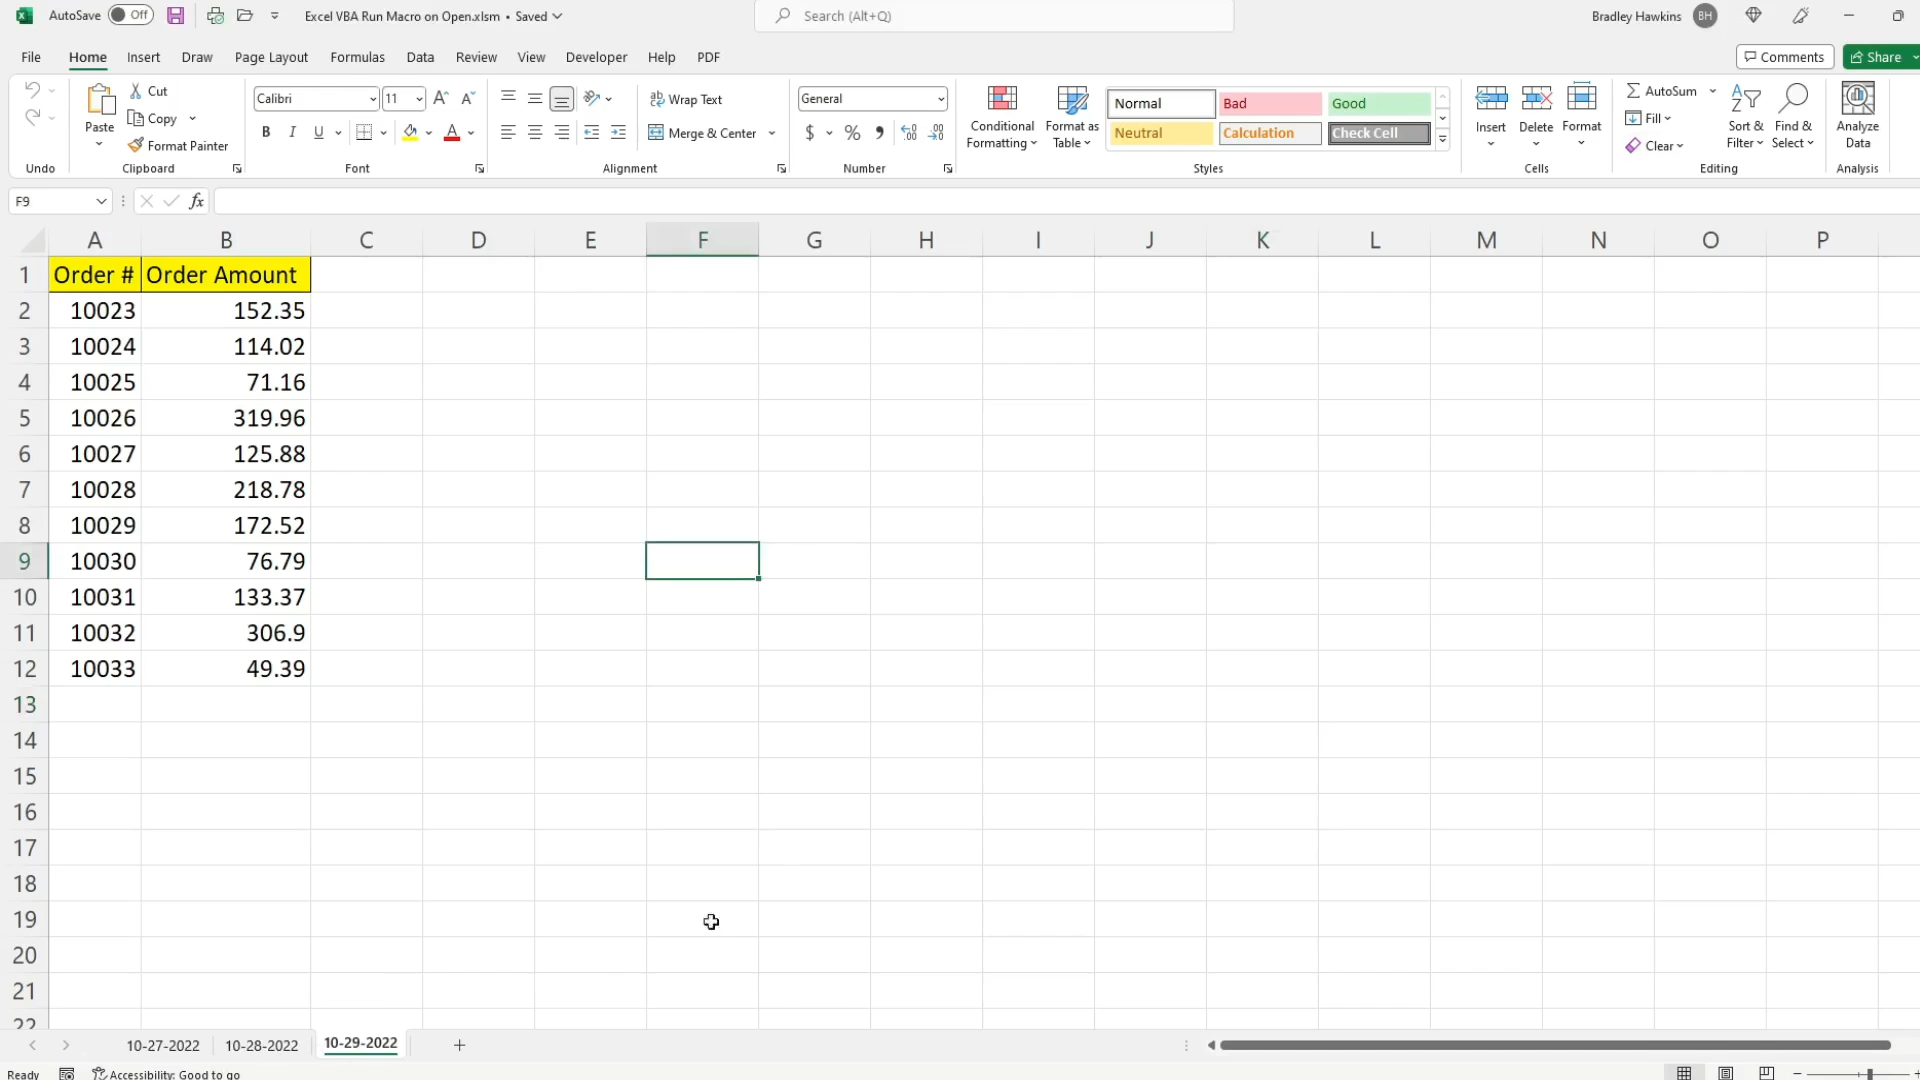 AutoSave Off Excel VBA Run Macro on Open.xlsm • Saved Search (Alt+Q) Bradley Hawkins BH
File Home Insert Draw Page Layout Formulas Data Review View Developer Help PDF Comments Share
Cut Calibri 11 Wrap Text General Normal Bad Good AutoSum
Paste Copy Conditional Formatting Format as Table Insert Delete Format Fill Sort & Filter Find & Select Analyze Data
Format Painter B I U Merge & Center $ % Neutral Calculation Check Cell Clear
Undo Clipboard Font Alignment Number Styles Cells Editing Analysis
F9 fx
A B C D E F G H I J K L M N O P
1 Order # Order Amount
2 10023 152.35
3 10024 114.02
4 10025 71.16
5 10026 319.96
6 10027 125.88
7 10028 218.78
8 10029 172.52
9 10030 76.79
10 10031 133.37
11 10032 306.9
12 10033 49.39
13
14
15
16
17
18
19
20
21
22
10-27-2022 10-28-2022 10-29-2022
Ready Accessibility: Good to go